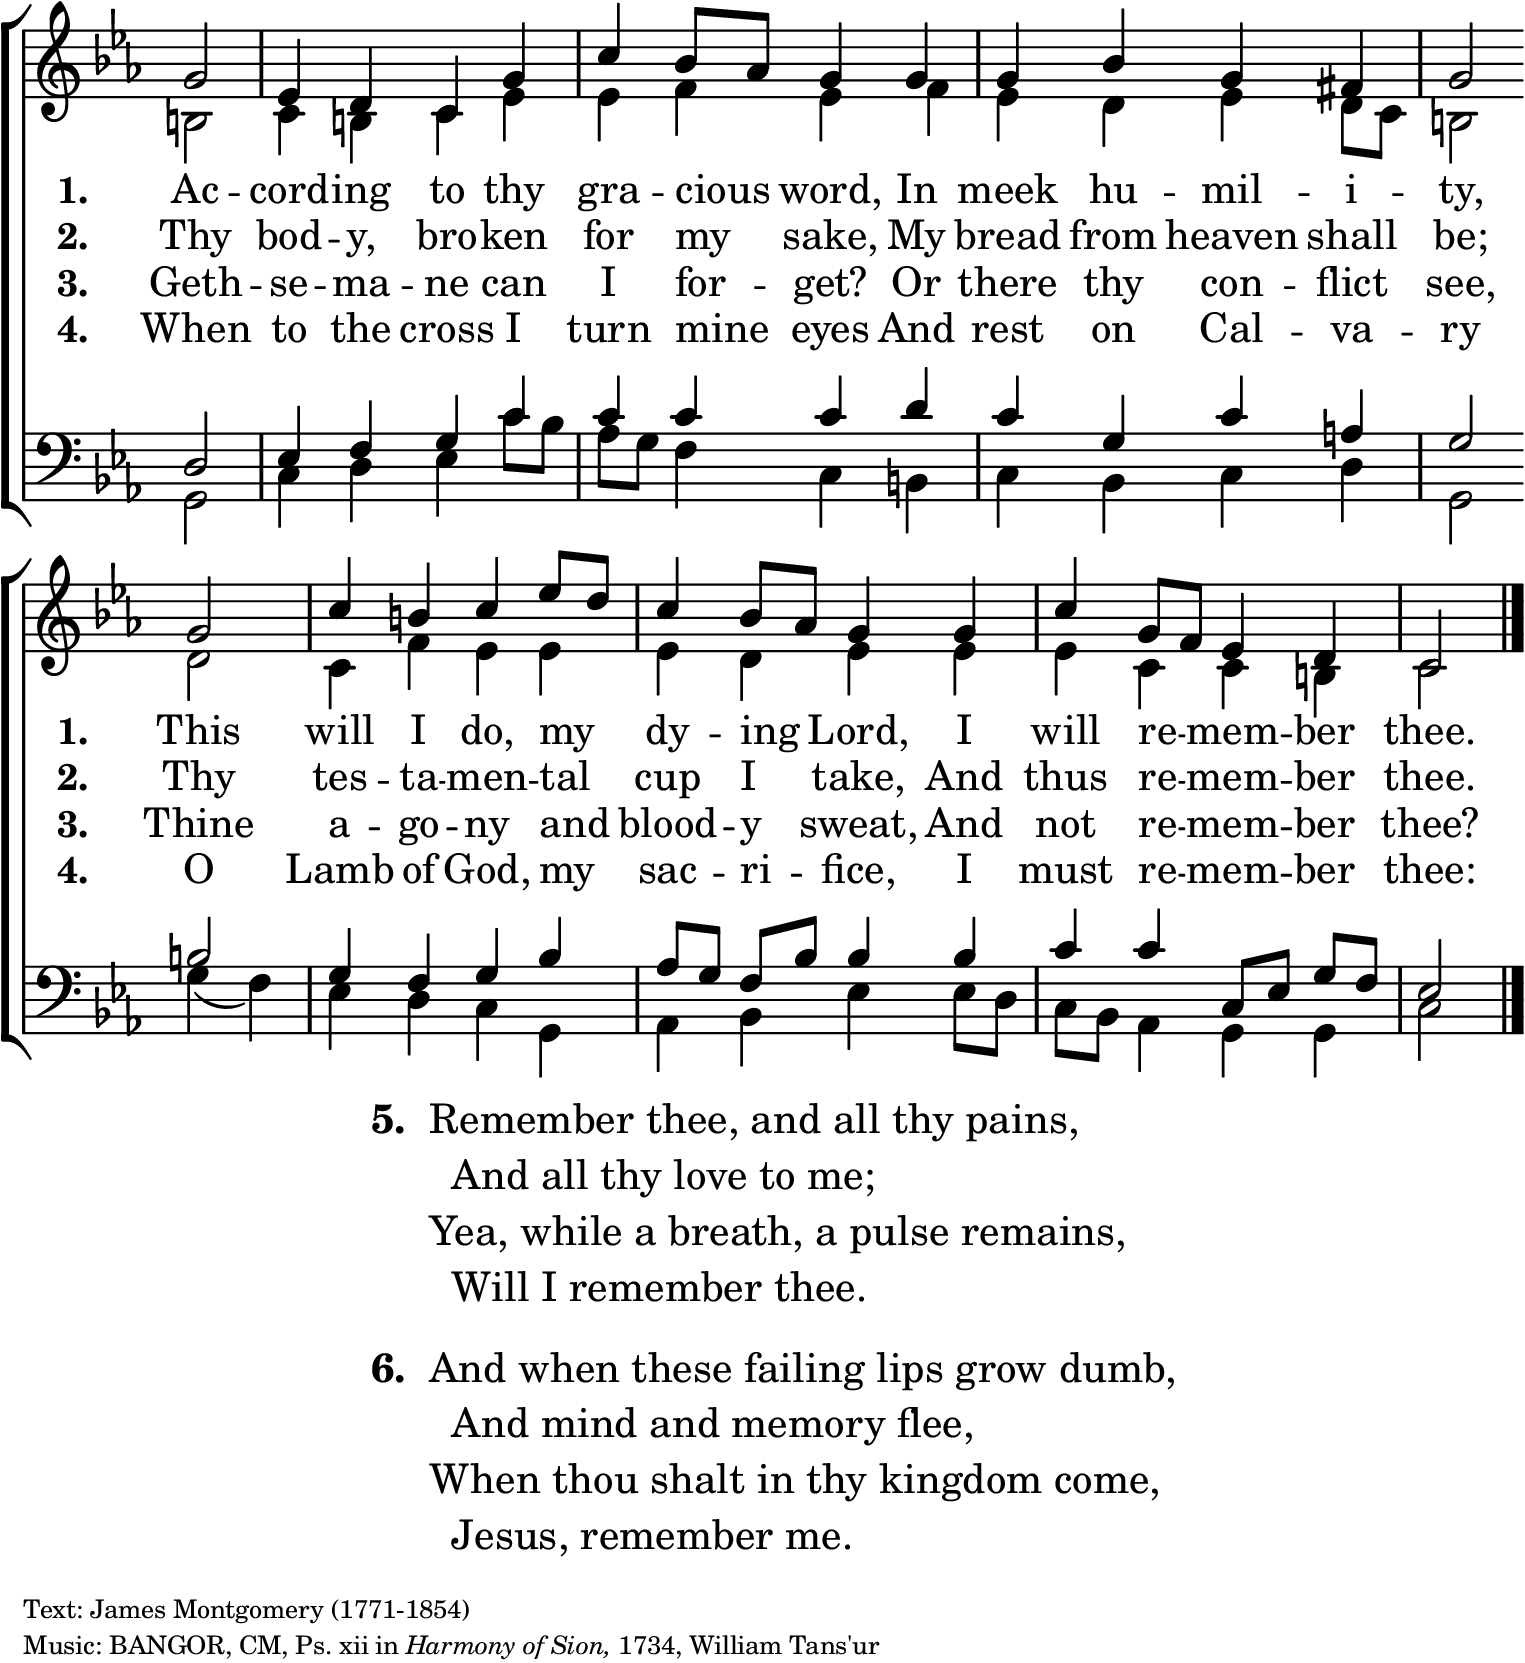 1. Ac -- cord -- ing to thy gra -- cious word, In meek hu -- mil -- i -- ty,
2. Thy bod -- y, bro -- ken for my sake, My bread from heaven shall be;
3. Geth -- se -- ma -- ne can I for -- get? Or there thy con -- flict see,
4. When to the cross I turn mine eyes And rest on Cal -- va -- ry
1. This will I do, my dy -- ing Lord, I will re -- mem -- ber thee.
2. Thy tes -- ta -- men -- tal cup I take, And thus re -- mem -- ber thee.
3. Thine a -- go -- ny and blood -- y sweat, And not re -- mem -- ber thee?
4. O Lamb of God, my sac -- ri -- fice, I must re -- mem -- ber thee:
5. Remember thee, and all thy pains,
And all thy love to me;
Yea, while a breath, a pulse remains,
Will I remember thee.
6. And when these failing lips grow dumb,
And mind and memory flee,
When thou shalt in thy kingdom come,
Jesus, remember me.
Text: James Montgomery (1771-1854)
Music: BANGOR, CM, Ps. xii in Harmony of Sion, 1734, William Tans'ur